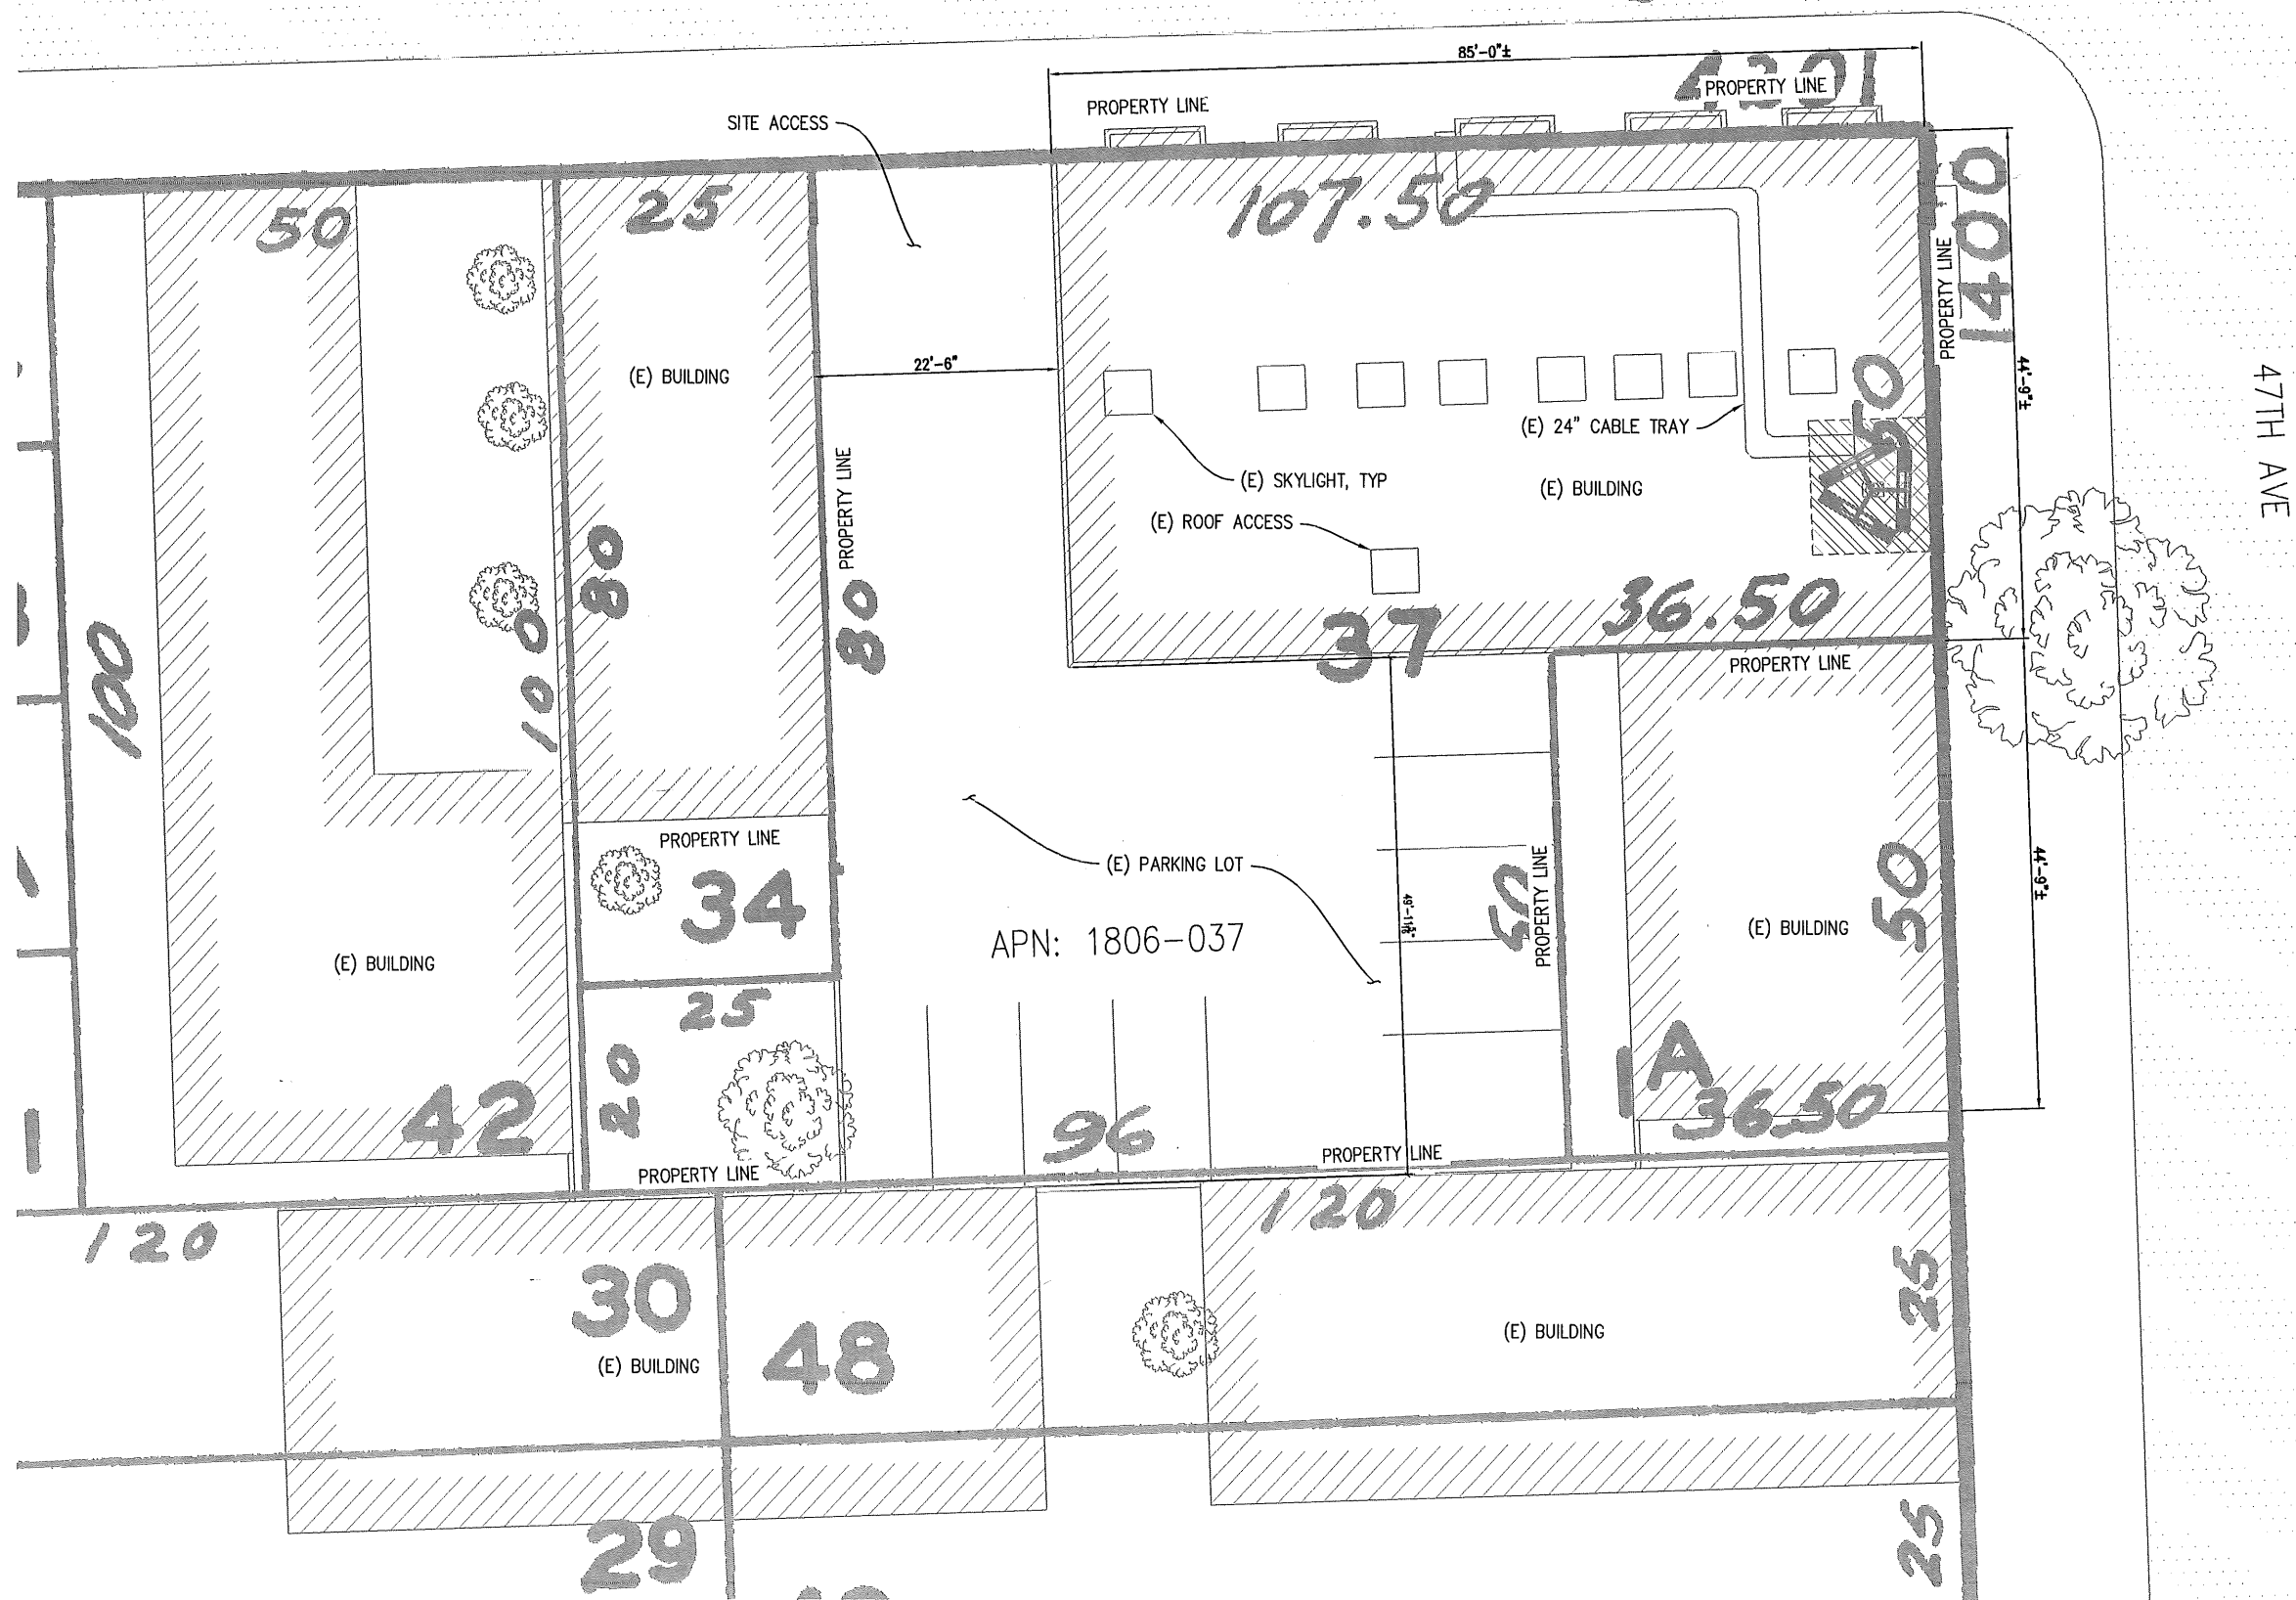 85'-0"±
PROPERTY LINE
PROPERTY LINE
4201
SITE ACCESS
50
25
107.50
1400
PROPERTY LINE
22'-6"
(E) BUILDING
44'-9"±
47TH AVE
50
(E) 24" CABLE TRAY
(E) SKYLIGHT, TYP
(E) BUILDING
(E) ROOF ACCESS
PROPERTY LINE
80
80
100
100
37
36.50
PROPERTY LINE
PROPERTY LINE
34
(E) PARKING LOT
50
PROPERTY LINE
APN: 1806-037
(E) BUILDING
50
44'-9"±
(E) BUILDING
25
20
42
96
1A
36.50
PROPERTY LINE
PROPERTY LINE
120
120
30
48
(E) BUILDING
(E) BUILDING
25
29
25